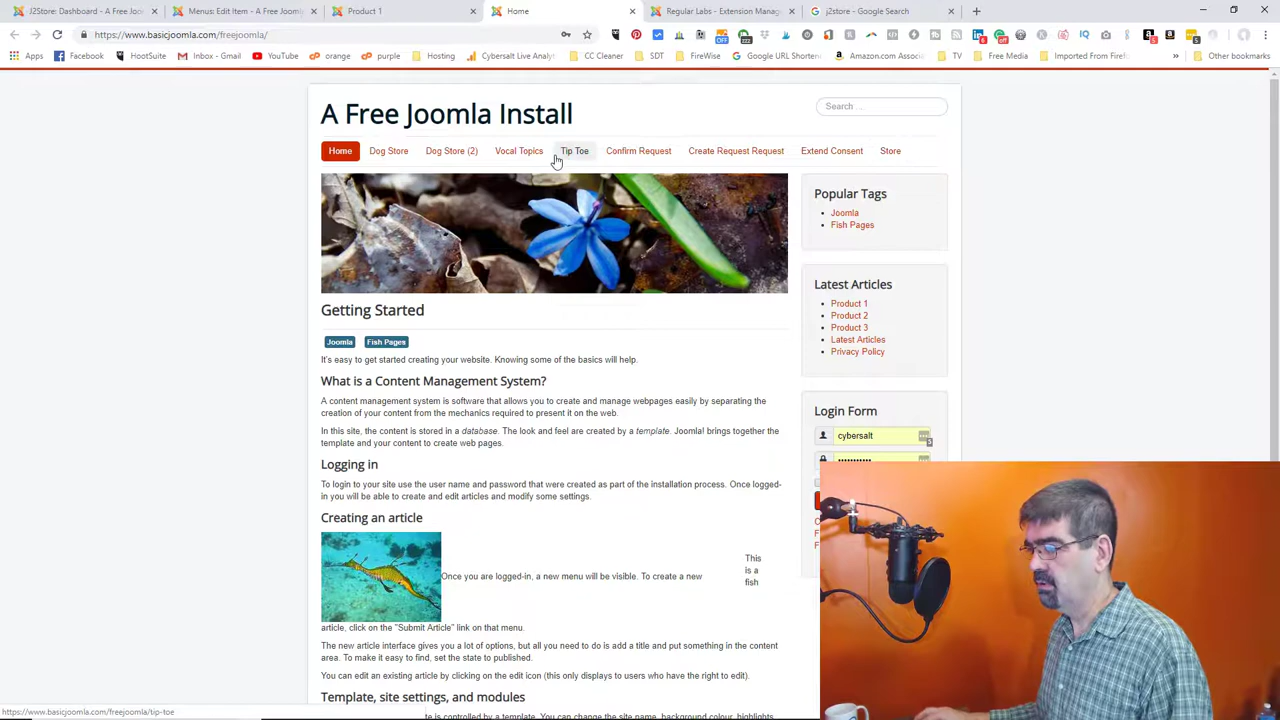 J2Store: Dashboard - A Free Joo
Menus: Edit Item - A Free Joomla
Product 1
Home
Regular Labs - Extension Manag
j2store - Google Search
https://www.basicjoomla.com/freejoomla/
Apps
Facebook
HootSuite
Inbox - Gmail
YouTube
orange
purple
Hosting
Cybersalt Live Analyt
CC Cleaner
SDT
FireWise
Google URL Shortene
Amazon.com Associ
TV
Free Media
Imported From Firef
»
Other bookmarks
A Free Joomla Install
Search ...
Home
Dog Store
Dog Store (2)
Vocal Topics
Tip Toe
Confirm Request
Create Request Request
Extend Consent
Store
Popular Tags
Joomla
Fish Pages
Latest Articles
Product 1
Product 2
Product 3
Latest Articles
Privacy Policy
Login Form
cybersalt
Getting Started
Joomla
Fish Pages
It's easy to get started creating your website. Knowing some of the basics will help.
What is a Content Management System?
A content management system is software that allows you to create and manage webpages easily by separating the
creation of your content from the mechanics required to present it on the web.
In this site, the content is stored in a database. The look and feel are created by a template. Joomla! brings together the
template and your content to create web pages.
Logging in
To login to your site use the user name and password that were created as part of the installation process. Once logged-
in you will be able to create and edit articles and modify some settings.
Creating an article
Once you are logged-in, a new menu will be visible. To create a new
This
is a
fish
article, click on the "Submit Article" link on that menu.
The new article interface gives you a lot of options, but all you need to do is add a title and put something in the content
area. To make it easy to find, set the state to published.
You can edit an existing article by clicking on the edit icon (this only displays to users who have the right to edit).
Template, site settings, and modules
te is controlled by a template. You can change the site name, background colour, highlights
https://www.basicjoomla.com/freejoomla/tip-toe